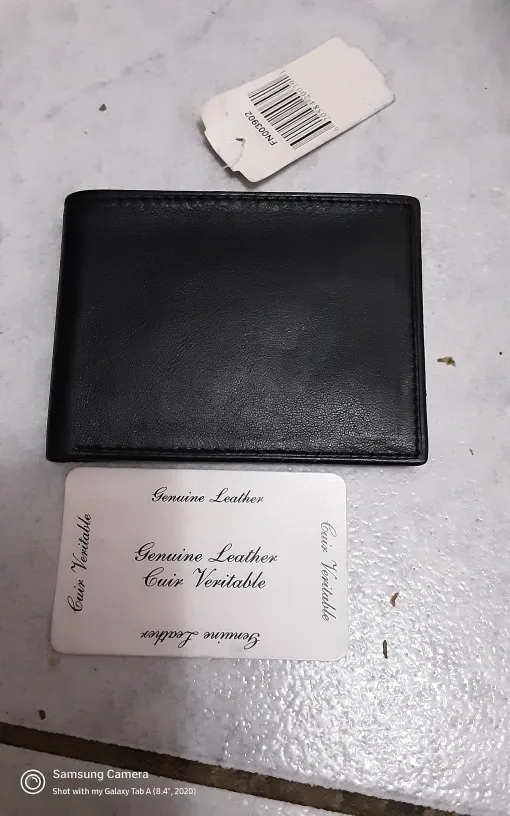 FN003902
Genuine Leather
Cuir Veritable
Genuine Leather
Cuir Veritable
Cuir Veritable
Genuine Leather
Samsung Camera
Shot with my Galaxy Tab A (8.4", 2020)